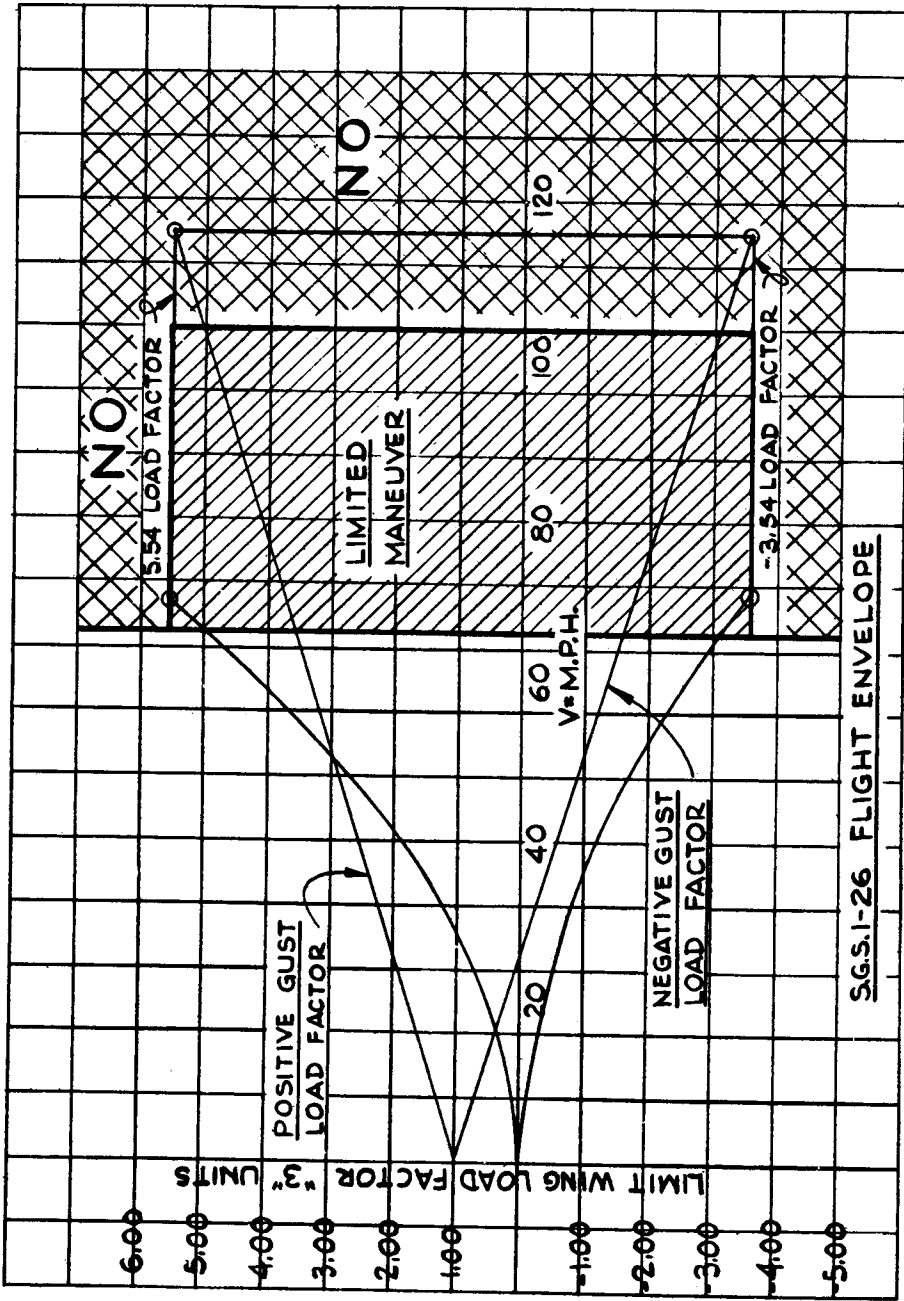 NO
NO
5.54 LOAD FACTOR
LIMITED
MANEUVER
120
100
80
60
V=M.P.H.
40
20
-3.54 LOAD FACTOR
POSITIVE GUST
LOAD FACTOR
NEGATIVE GUST
LOAD FACTOR
LIMIT WING LOAD FACTOR "3" UNITS
6.00
5.00
4.00
3.00
2.00
1.00
-1.00
-2.00
-3.00
-4.00
-5.00
S.G.S. 1-26 FLIGHT ENVELOPE